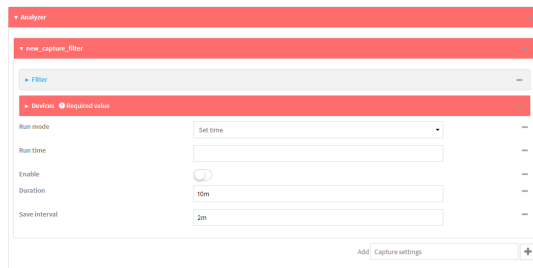 ▾ Analyzer
▾ new_capture_filter
▸ Filter
▸ Devices ! Required value
Run mode
Set time
Run time
Enable
Duration
10m
Save interval
2m
Add Capture settings +